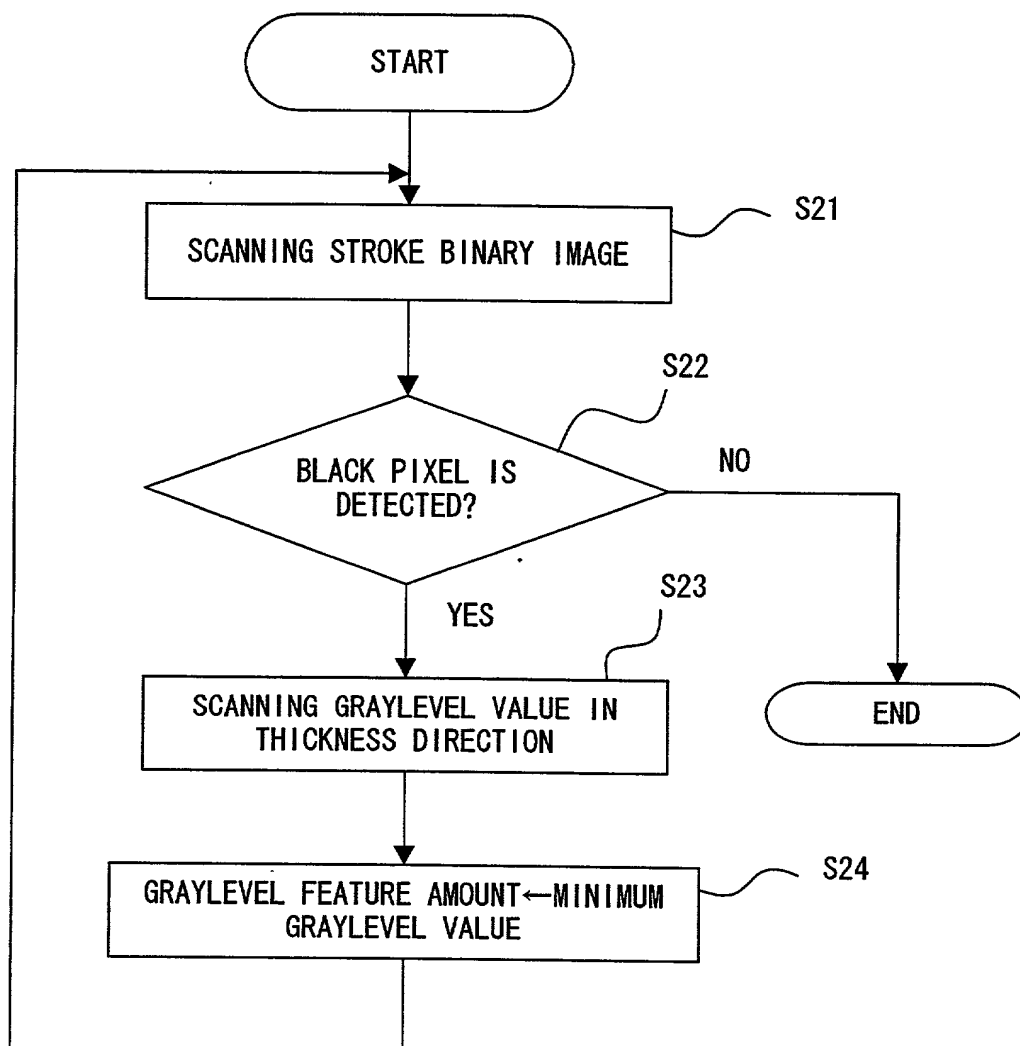 START
S21
SCANNING STROKE BINARY IMAGE
S22
BLACK PIXEL IS
DETECTED?
NO
YES
S23
SCANNING GRAYLEVEL VALUE IN
THICKNESS DIRECTION
END
S24
GRAYLEVEL FEATURE AMOUNT←MINIMUM
GRAYLEVEL VALUE